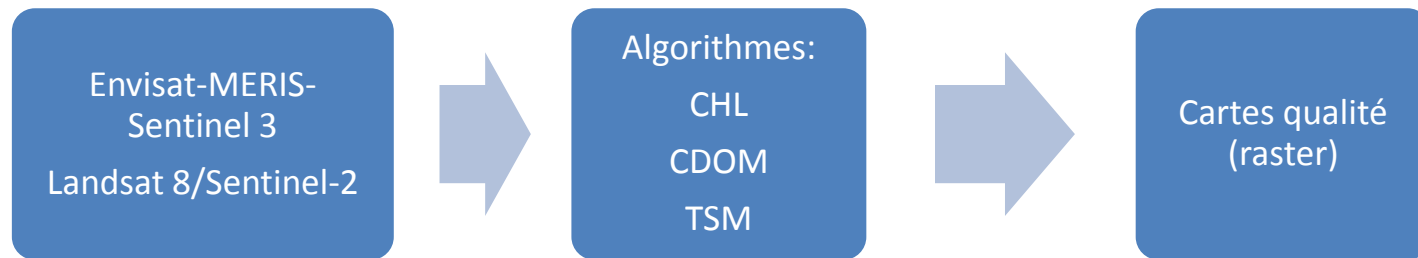 Envisat-MERIS-
Sentinel 3
Landsat 8/Sentinel-2
Algorithmes:
CHL
CDOM
TSM
Cartes qualité
(raster)